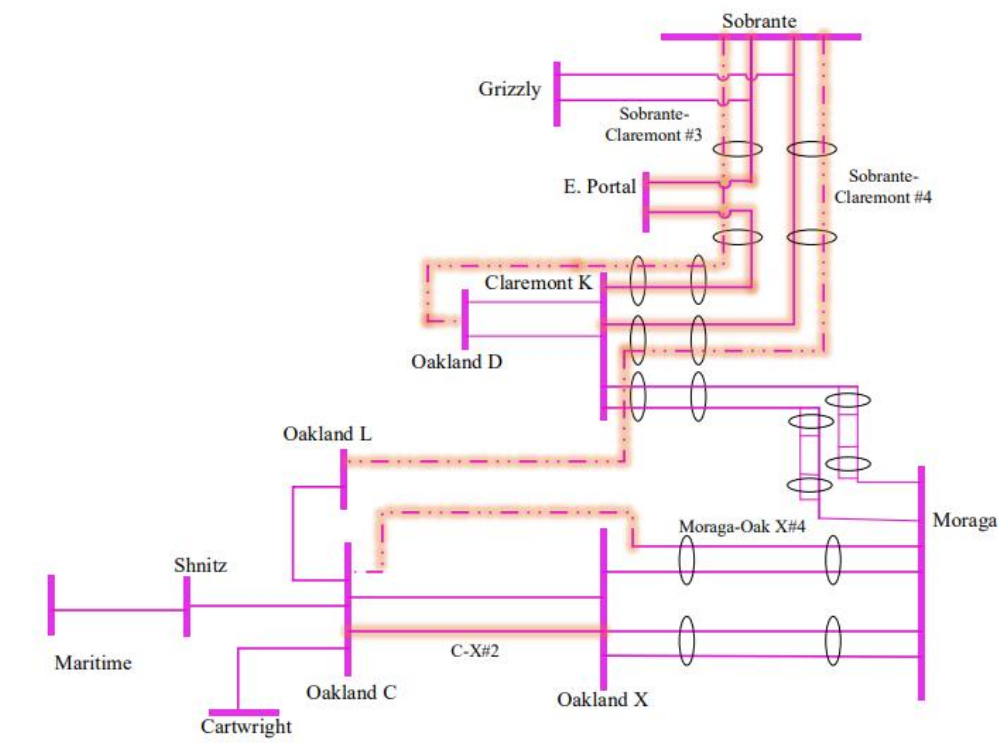 Sobrante
Grizzly
Sobrante-
Claremont #3
E. Portal
Sobrante-
Claremont #4
Claremont K
Oakland D
Oakland L
Moraga-Oak X#4
Moraga
Shnitz
Maritime
C-X#2
Oakland C
Oakland X
Cartwright